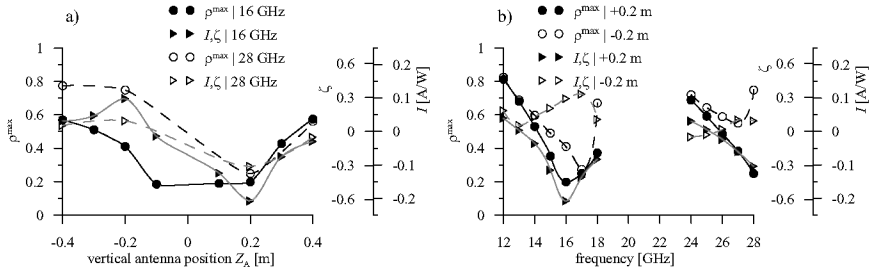 a)
ρmax | 16 GHz
I,ζ | 16 GHz
ρmax | 28 GHz
I,ζ | 28 GHz
1
0.8
0.6
0.4
0.2
0
ρmax
-0.4
-0.2
0
0.2
0.4
vertical antenna position ZA [m]
0.6
0.3
0
-0.3
-0.6
ζ
0.2
0.1
0
-0.1
-0.2
I [A/W]
b)
ρmax | +0.2 m
ρmax | -0.2 m
I,ζ | +0.2 m
I,ζ | -0.2 m
1
0.8
0.6
0.4
0.2
0
ρmax
12
14
16
18
20
22
24
26
28
frequency [GHz]
0.6
0.3
0
-0.3
-0.6
ζ
0.2
0.1
0
-0.1
-0.2
I [A/W]